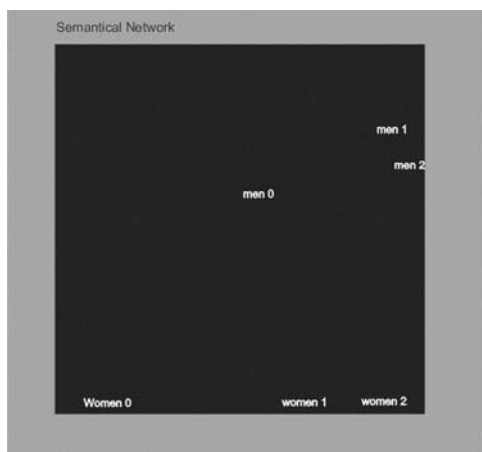 Semantical Network
men 1
men 2
men 0
Women 0 women 1 women 2